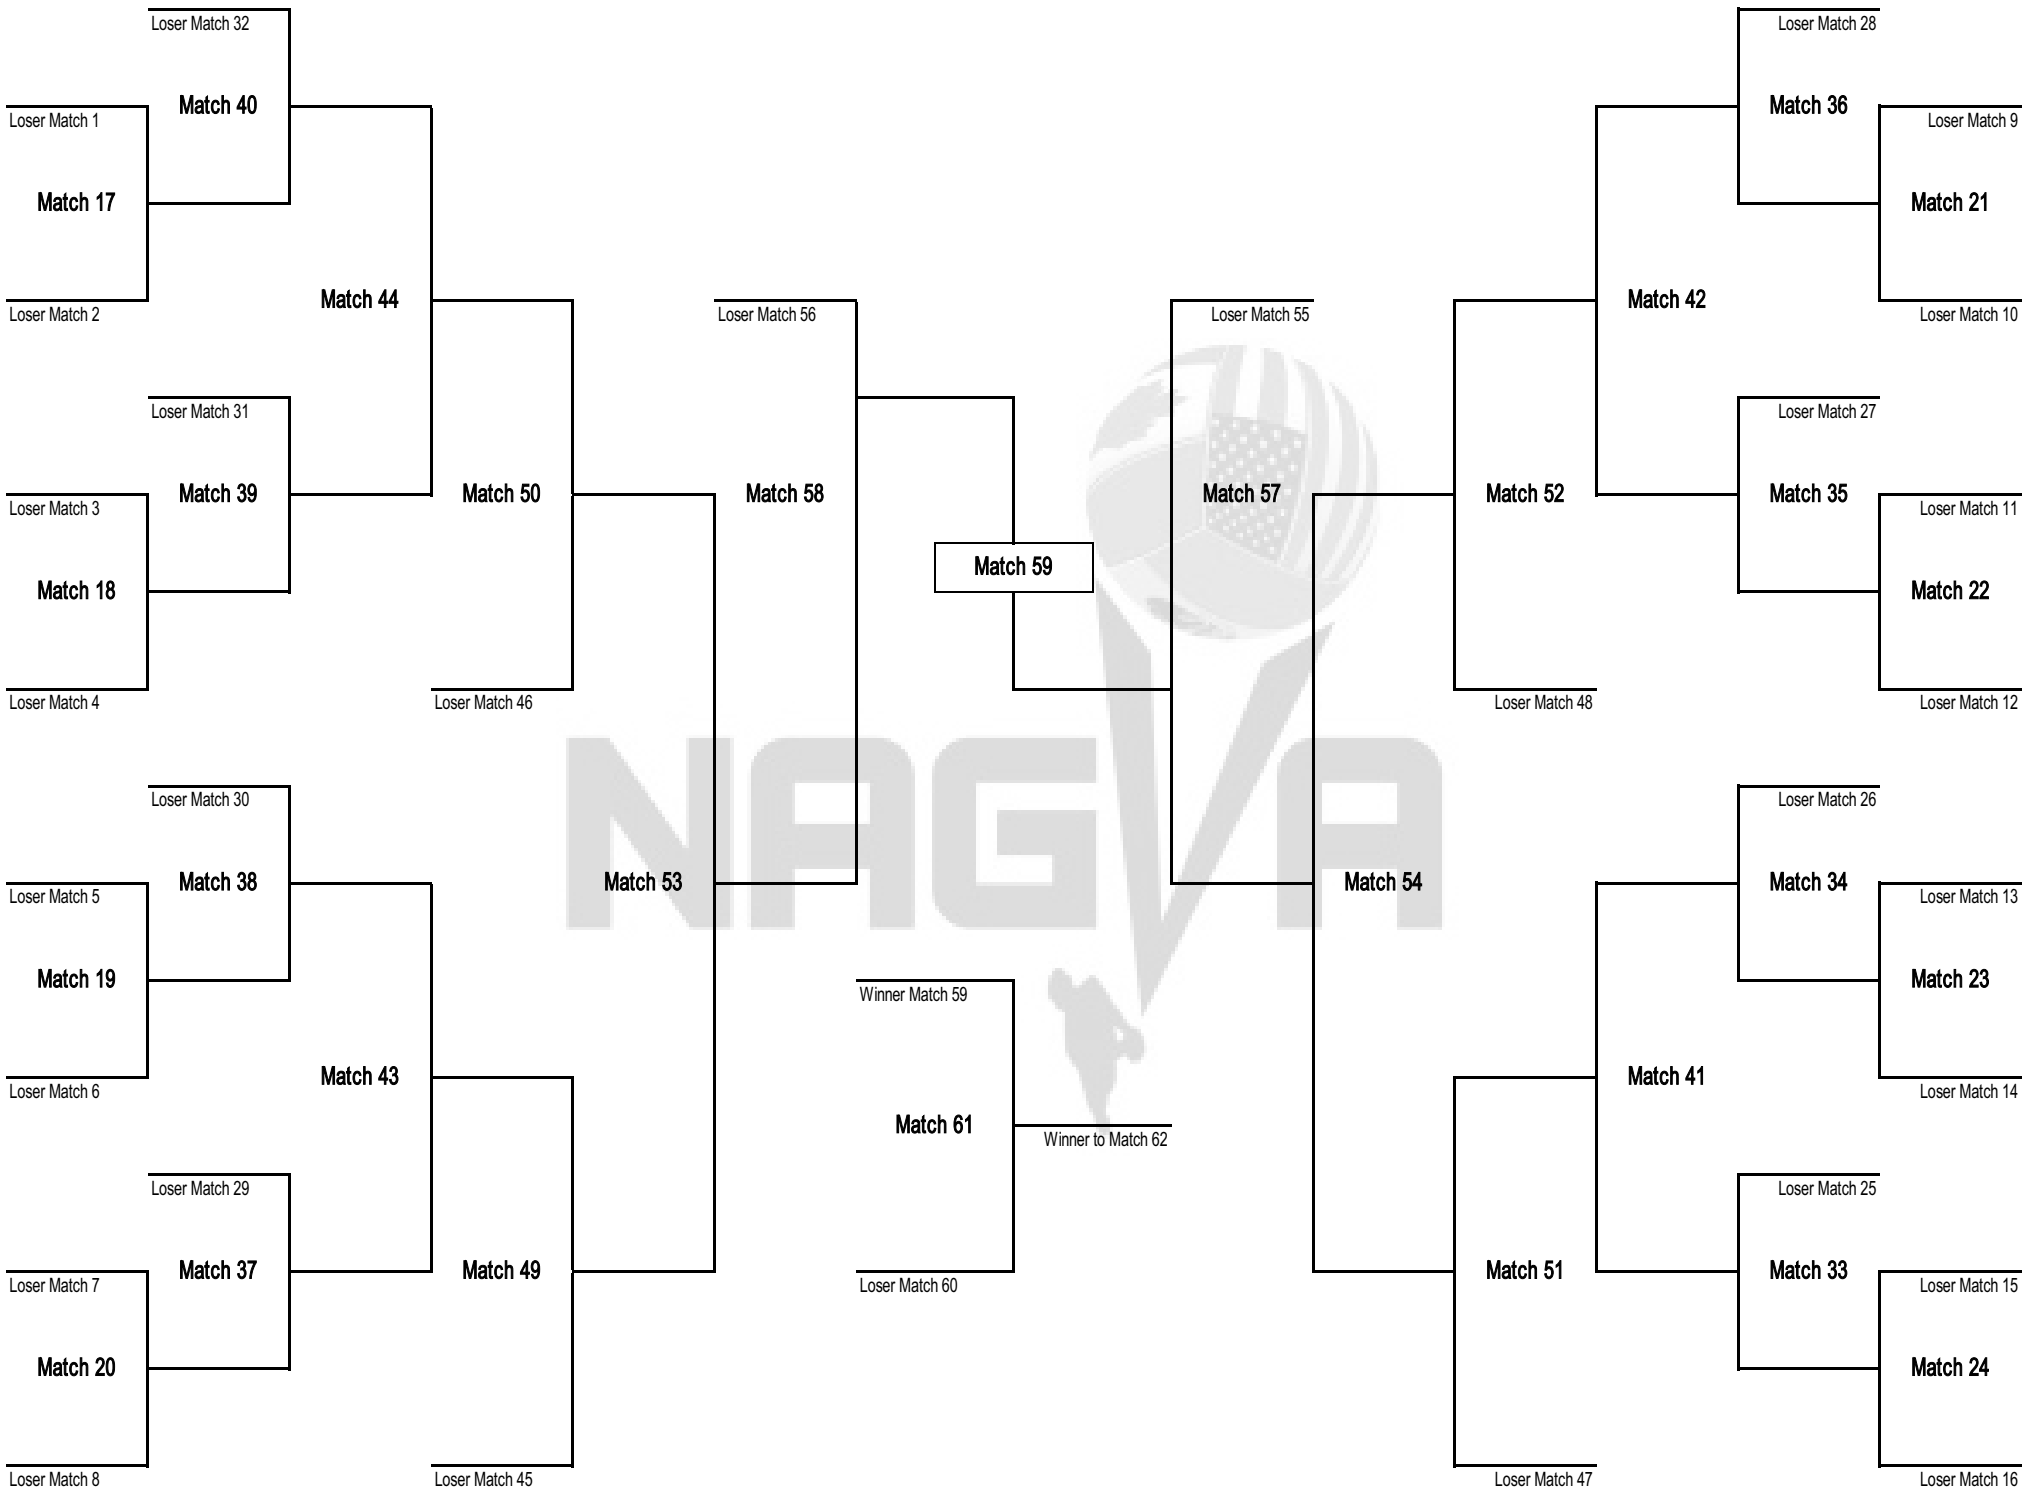 Loser Match 32
Loser Match 28
Match 40
Match 36
Loser Match 1
Loser Match 9
Match 17
Match 21
Match 44
Match 42
Loser Match 2
Loser Match 56
Loser Match 55
Loser Match 10
Loser Match 31
Loser Match 27
Match 39
Match 50
Match 58
Match 57
Match 52
Match 35
Loser Match 3
Loser Match 11
Match 59
Match 18
Match 22
Loser Match 4
Loser Match 46
Loser Match 48
Loser Match 12
NAGVA
Loser Match 30
Loser Match 26
Match 38
Match 53
Match 54
Match 34
Loser Match 5
Loser Match 13
Match 19
Match 23
Winner Match 59
Match 43
Match 41
Loser Match 6
Loser Match 14
Match 61
Winner to Match 62
Loser Match 29
Loser Match 25
Match 37
Match 49
Match 51
Match 33
Loser Match 7
Loser Match 60
Loser Match 15
Match 20
Match 24
Loser Match 8
Loser Match 45
Loser Match 47
Loser Match 16